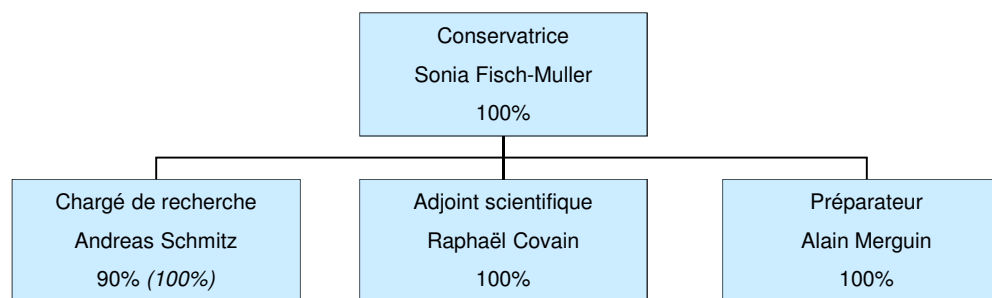 Conservatrice
Sonia Fisch-Muller
100%
Chargé de recherche
Andreas Schmitz
90% (100%)
Adjoint scientifique
Raphaël Covain
100%
Préparateur
Alain Merguin
100%